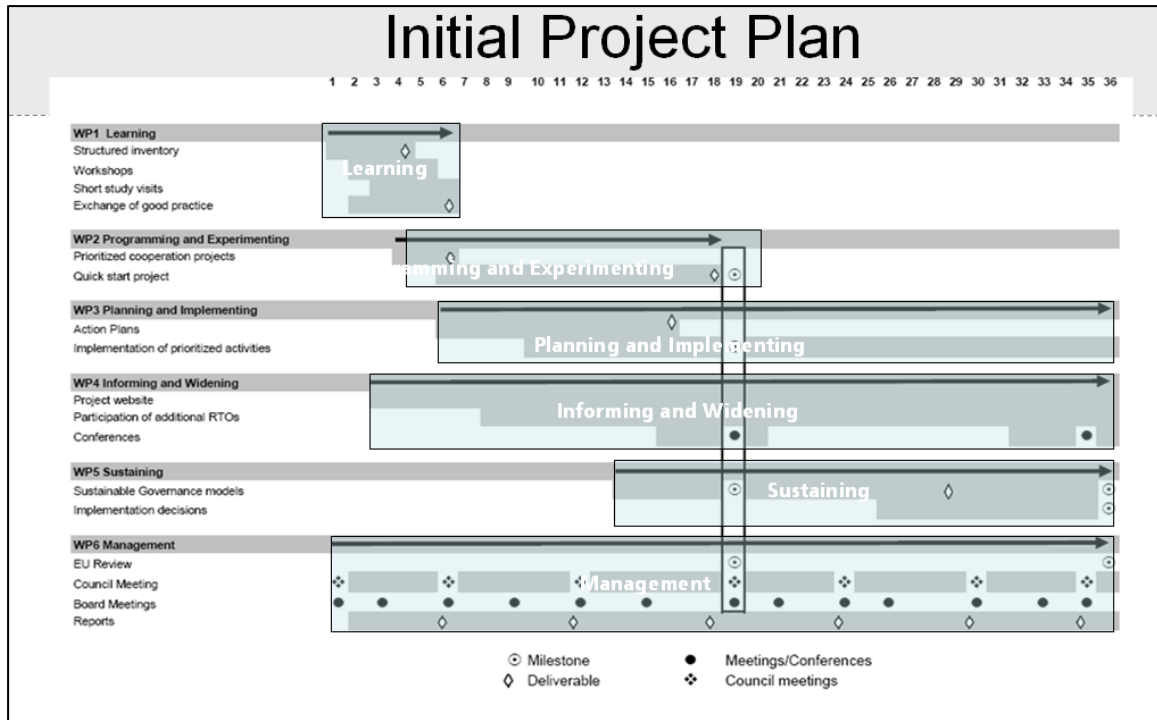 Initial Project Plan
1 2 3 4 5 6 7 8 9 10 11 12 13 14 15 16 17 18 19 20 21 22 23 24 25 26 27 28 29 30 31 32 33 34 35 36
WP1 Learning
Structured inventory
Workshops
Learning
Short study visits
Exchange of good practice
WP2 Programming and Experimenting
Prioritized cooperation projects
Quick start project
amming and Experimenting
WP3 Planning and Implementing
Action Plans
Implementation of prioritized activities
Planning and Implementing
WP4 Informing and Widening
Project website
Participation of additional RTOs
Informing and Widening
Conferences
WP5 Sustaining
Sustainable Governance models
Sustaining
Implementation decisions
WP6 Management
EU Review
Council Meeting
Management
Board Meetings
Reports
Milestone
Meetings/Conferences
Deliverable
Council meetings